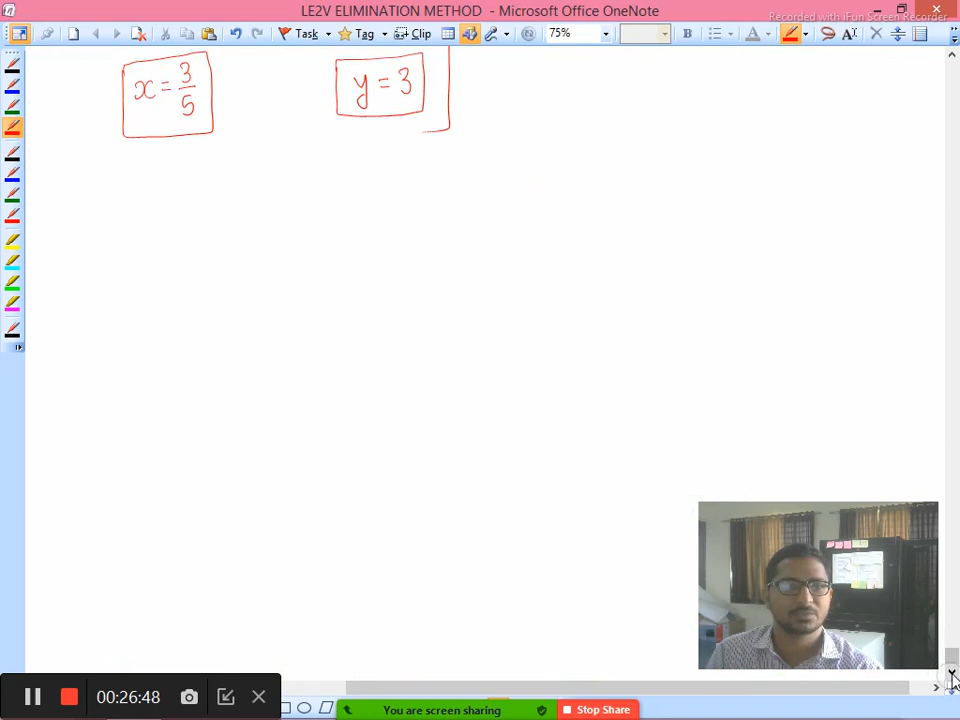 LE2V ELIMINATION METHOD - Microsoft Office OneNote
Recorded with iFun Screen Recorder
Task Tag Clip 75% B A A
x = 3/5 y = 3
00:26:48 You are screen sharing Stop Share